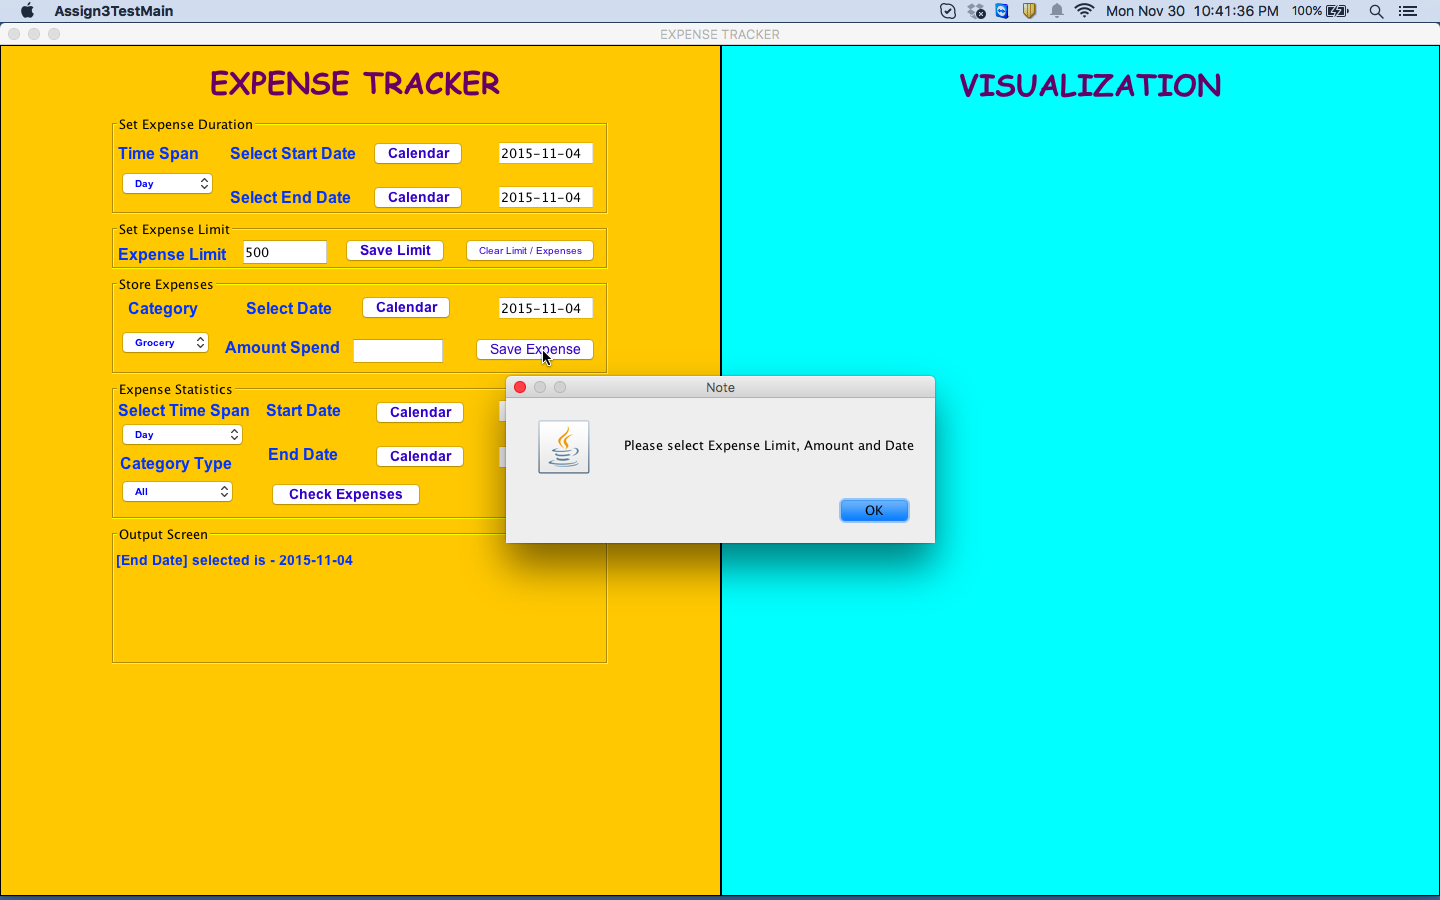 Assign3TestMain
Mon Nov 30 10:41:36 PM 100%
EXPENSE TRACKER
EXPENSE TRACKER
Set Expense Duration
Time Span Select Start Date Calendar 2015-11-04
Day
Select End Date Calendar 2015-11-04
Set Expense Limit
Expense Limit 500 Save Limit Clear Limit / Expenses
Store Expenses
Category Select Date Calendar 2015-11-04
Grocery Amount Spend Save Expense
Expense Statistics
Select Time Span Start Date Calendar
Day
End Date Calendar
Category Type
All Check Expenses
Output Screen
[End Date] selected is - 2015-11-04
Note
Please select Expense Limit, Amount and Date
OK
VISUALIZATION